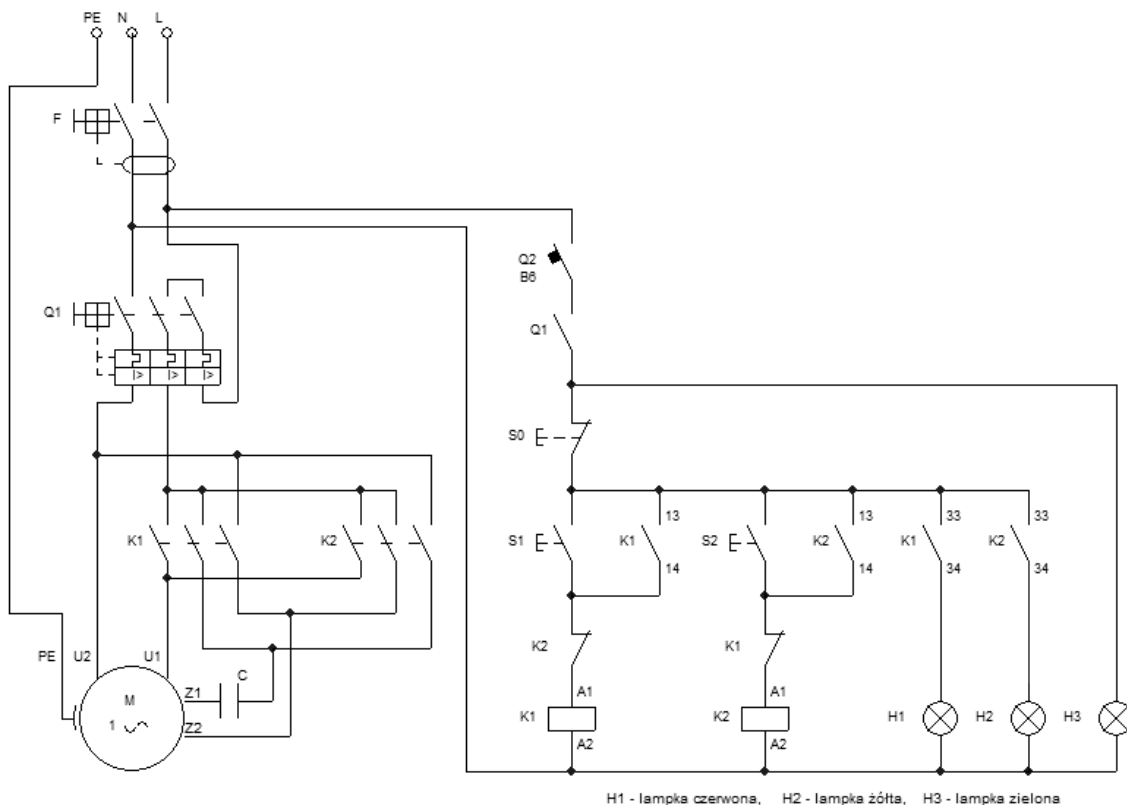 PE N L
F
Q2
B6
Q1
Q1
I> I> I>
S0
13 13 33 33
K1 K2 S1 K1 S2 K2 K1 K2
14 14 34 34
PE U2 U1 K2 K1
C
M Z1 A1 A1
1 K1 K2 H1 H2 H3
Z2 A2 A2
H1 - lampka czerwona, H2 - lampka żółta, H3 - lampka zielona